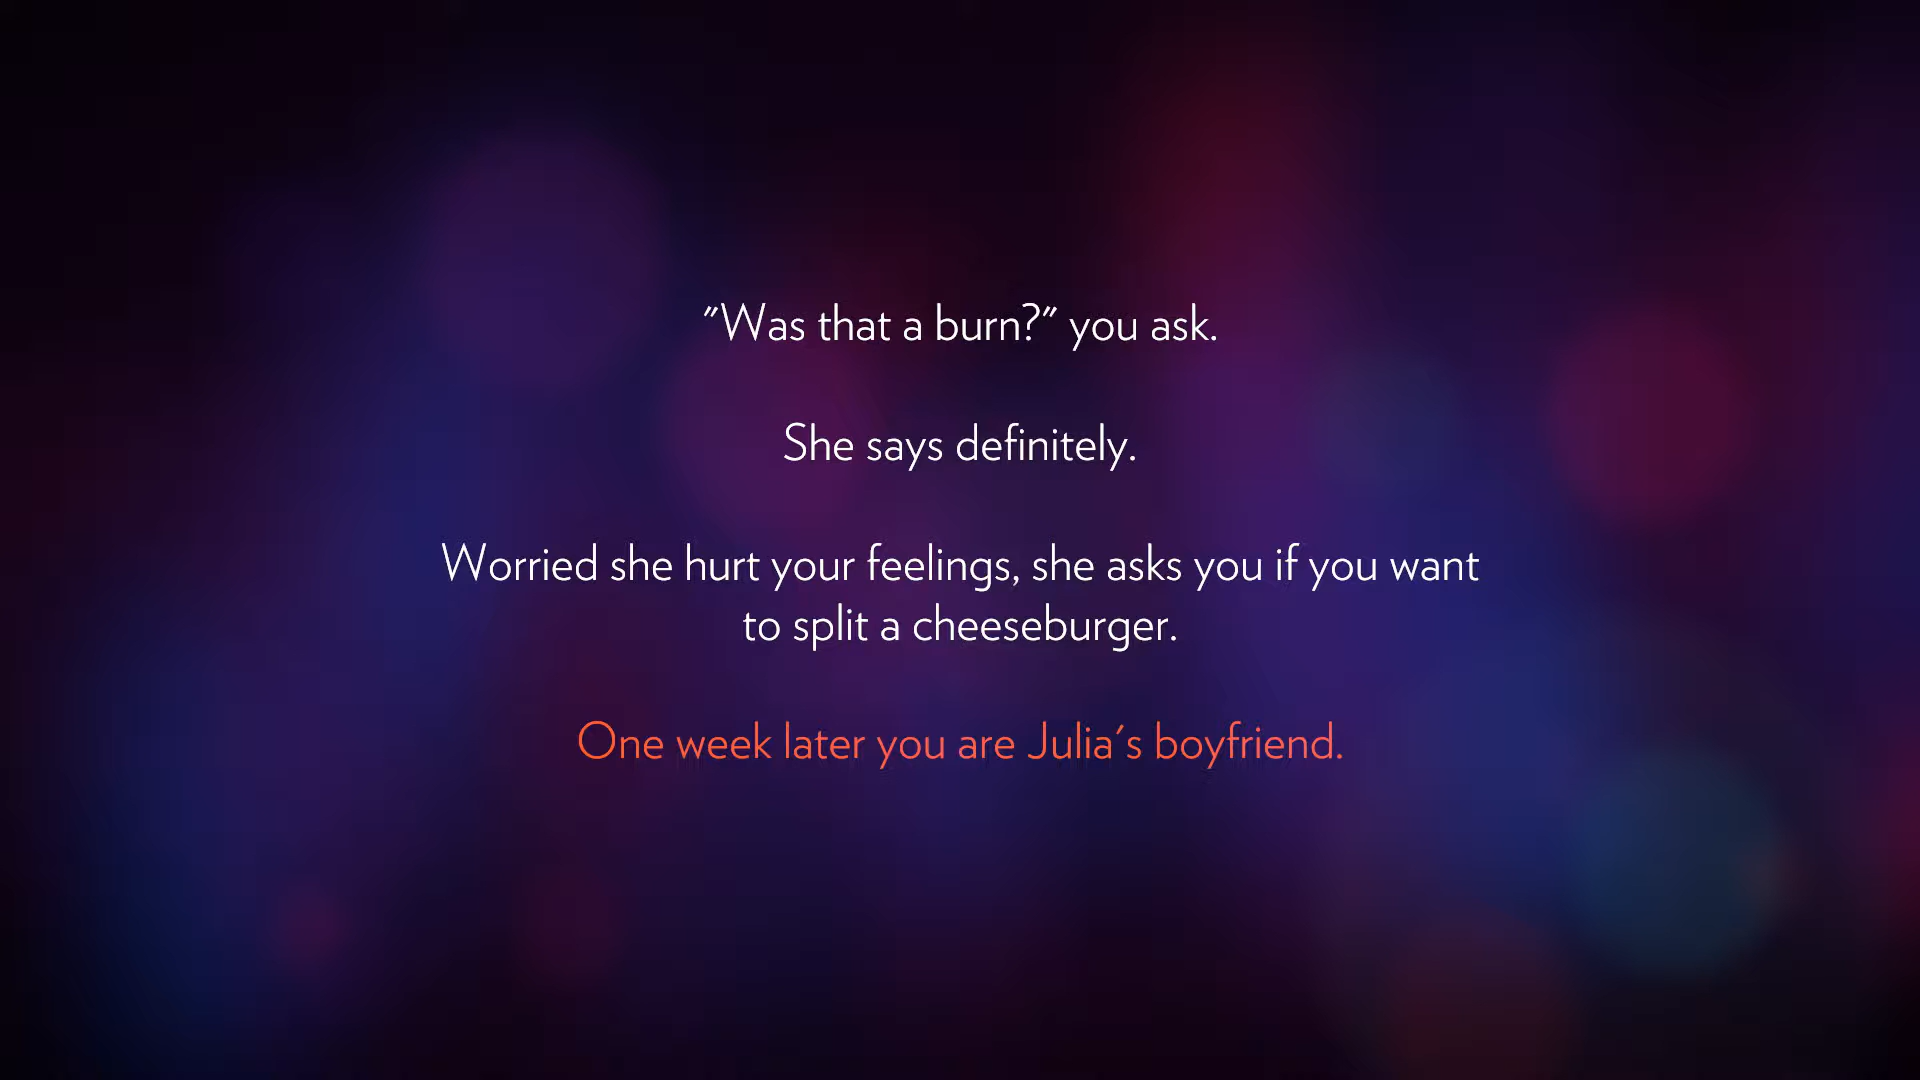 "Was that a burn?" you ask.
She says definitely.
Worried she hurt your feelings, she asks you if you want
to split a cheeseburger.
One week later you are Julia's boyfriend.